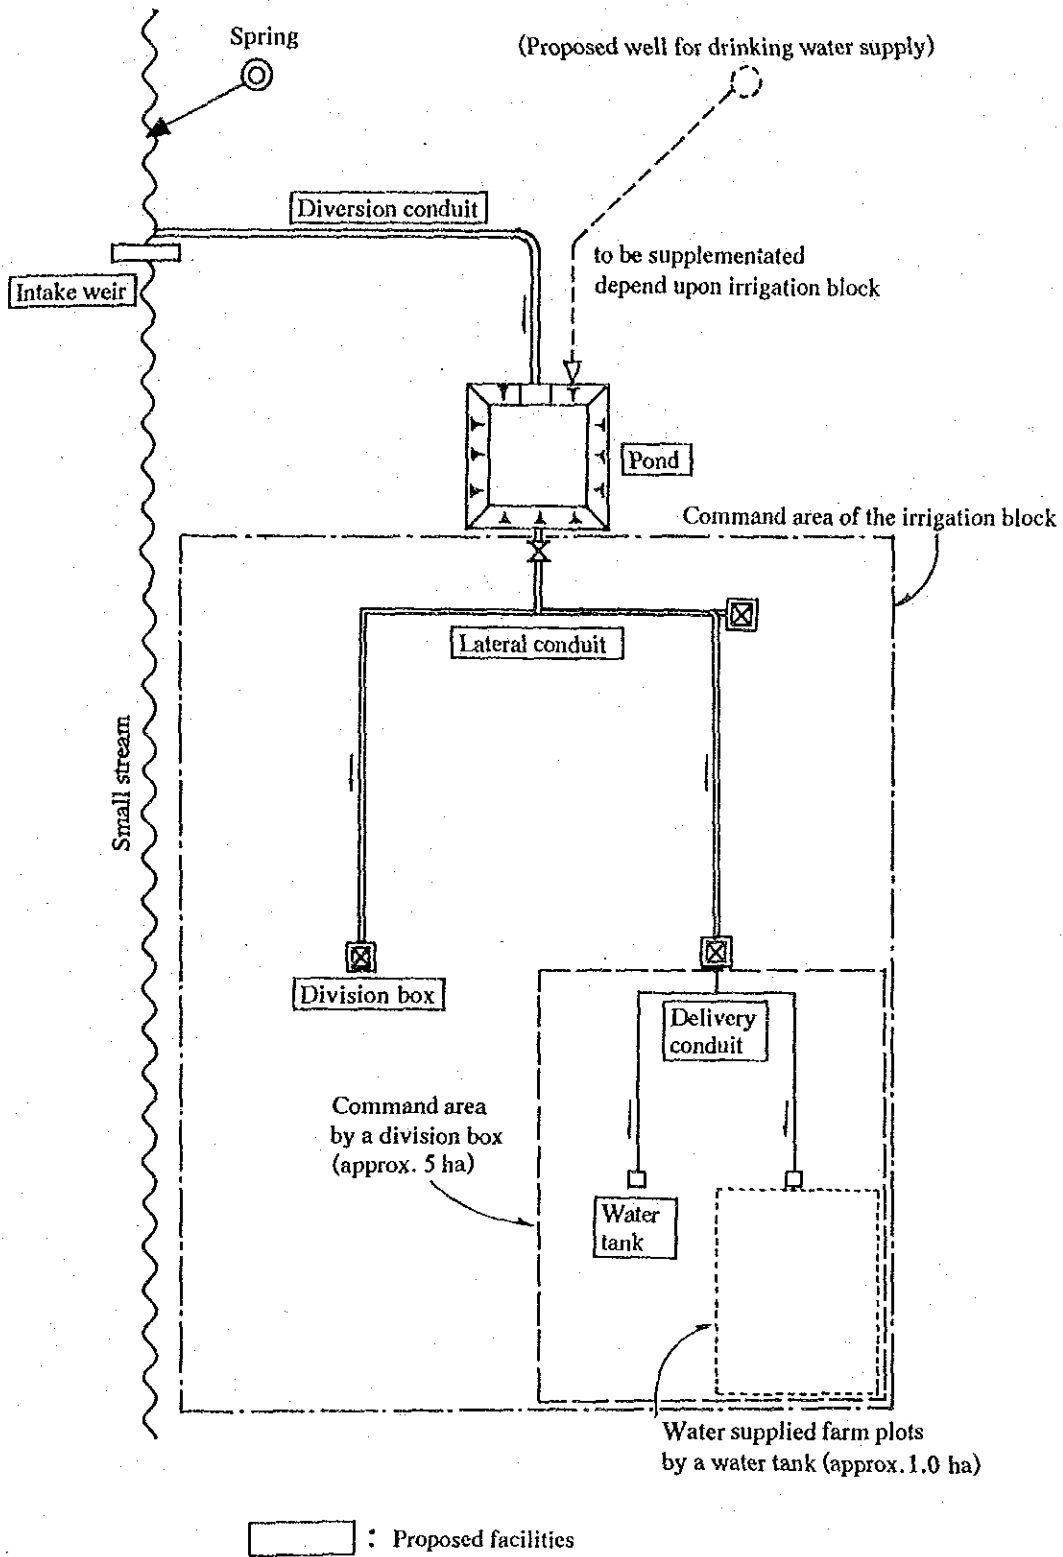 Spring
(Proposed well for drinking water supply)
Diversion conduit
to be supplementated
depend upon irrigation block
Intake weir
Pond
Command area of the irrigation block
Lateral conduit
Small stream
Division box
Delivery
conduit
Command area
by a division box
(approx. 5 ha)
Water
tank
Water supplied farm plots
by a water tank (approx. 1.0 ha)
: Proposed facilities